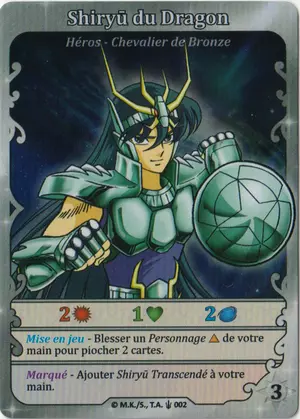 Shiryū du Dragon
Héros - Chevalier de Bronze
2 1 2
Mise en jeu - Blesser un Personnage ▲ de votre
main pour piocher 2 cartes.
Marqué - Ajouter Shiryū Transcendé à votre
main.
3
© M.K./S., T.A. 002